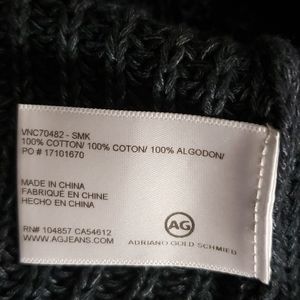 VNC70482 - SMK
100% COTTON/ 100% COTON/ 100% ALGODON/
PO # 17101670
MADE IN CHINA
FABRIQUÉ EN CHINE
HECHO EN CHINA
RN# 104857 CA54612
WWW.AGJEANS.COM
AG
ADRIANO GOLDSCHMIED